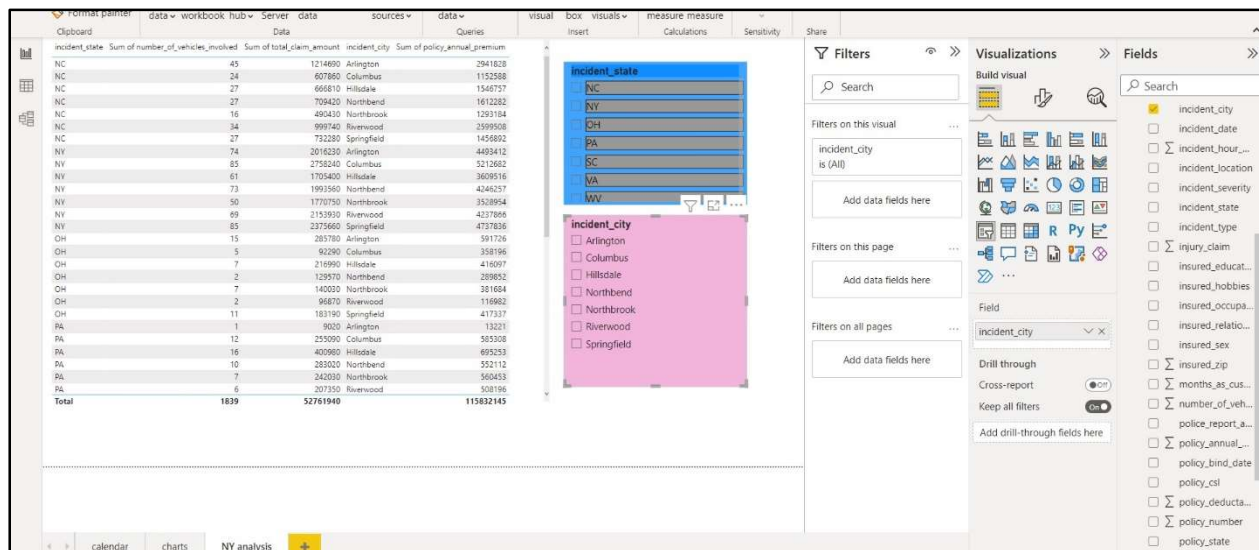 Format painter
data workbook hub Server data sources data visual box visuals measure measure
Clipboard Data Queries Insert Calculations Sensitivity Share
incident_state Sum of number_of_vehicles_involved Sum of total_claim_amount incident_city Sum of policy_annual_premium
NC 45 1214690 Arlington 2941828
NC 24 607860 Columbus 1152588
NC 27 666810 Hillsdale 1546757
NC 27 709420 Northbend 1612282
NC 16 490430 Northbrook 1293184
NC 34 999740 Riverwood 2599508
NC 27 732280 Springfield 1456892
NY 74 2016230 Arlington 4493412
NY 85 2758240 Columbus 5212682
NY 61 1705400 Hillsdale 3609516
NY 73 1993560 Northbend 4246257
NY 50 1770750 Northbrook 3528954
NY 69 2153930 Riverwood 4237866
NY 85 2375660 Springfield 4737836
OH 15 285780 Arlington 591726
OH 5 92290 Columbus 358196
OH 7 216990 Hillsdale 416097
OH 2 129570 Northbend 289852
OH 7 140030 Northbrook 381684
OH 2 96870 Riverwood 116982
OH 11 183190 Springfield 417337
PA 1 9020 Arlington 13221
PA 12 255090 Columbus 585308
PA 16 400980 Hillsdale 695253
PA 10 283020 Northbend 552112
PA 7 242030 Northbrook 560453
PA 6 207350 Riverwood 508196
Total 1839 52761940 115832145
incident_state
NC
NY
OH
PA
SC
VA
WV
incident_city
Arlington
Columbus
Hillsdale
Northbend
Northbrook
Riverwood
Springfield
Filters
Search
Filters on this visual ...
incident_city
is (All)
Add data fields here
Filters on this page ...
Add data fields here
Filters on all pages ...
Add data fields here
Visualizations
Build visual
123
R Py
...
Field
incident_city
Drill through
Cross-report Off
Keep all filters On
Add drill-through fields here
Fields
Search
incident_city
incident_date
∑ incident_hour_...
incident_location
incident_severity
incident_state
incident_type
∑ injury_claim
insured_educat...
insured_hobbies
insured_occupa...
insured_relatio...
insured_sex
∑ insured_zip
∑ months_as_cus...
∑ number_of_veh...
police_report_a...
∑ policy_annual_...
policy_bind_date
policy_csl
∑ policy_deducta...
∑ policy_number
policy_state
calendar charts NY analysis +